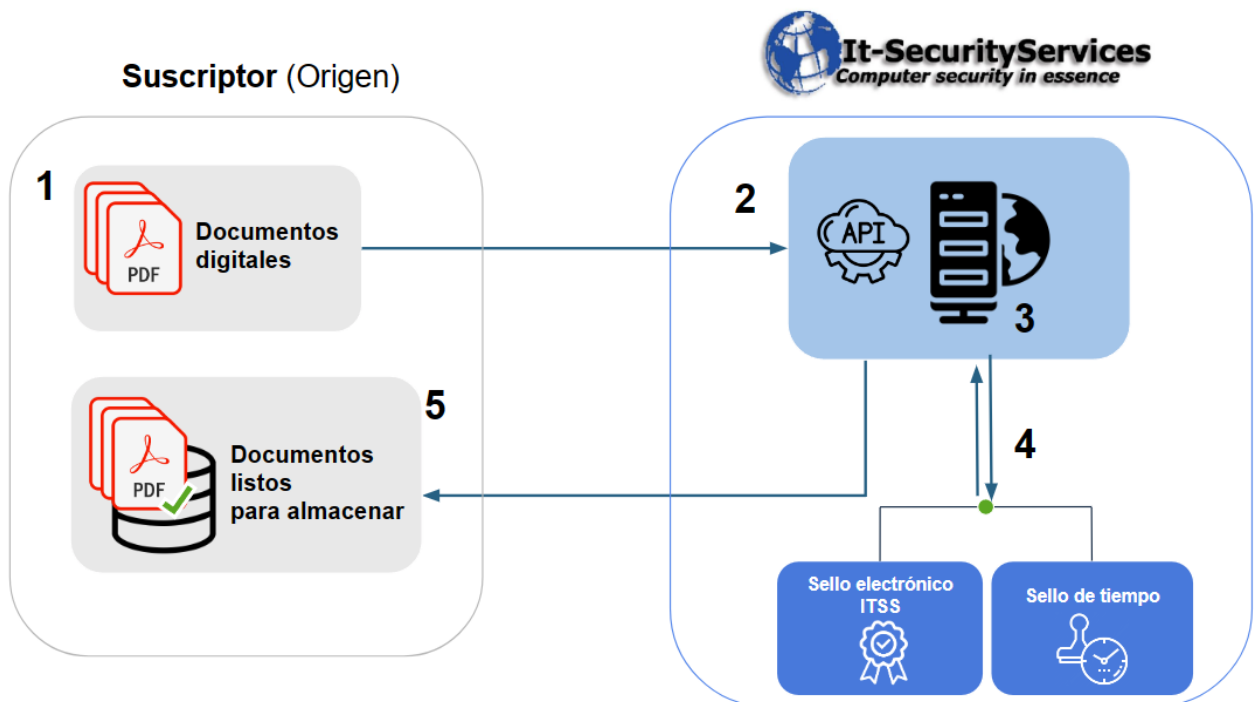 It-SecurityServices
Computer security in essence
Suscriptor (Origen)
1
PDF
Documentos
digitales
2
API
3
5
PDF
Documentos
listos
para almacenar
4
Sello electrónico
ITSS
Sello de tiempo